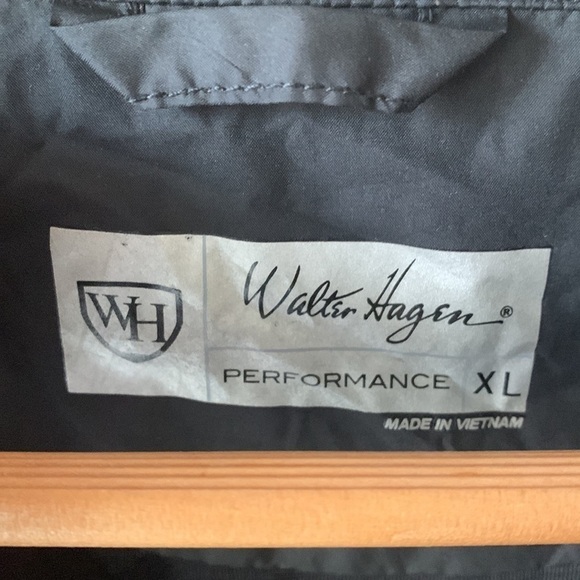 WH
Walter Hagen®
PERFORMANCE XL
MADE IN VIETNAM